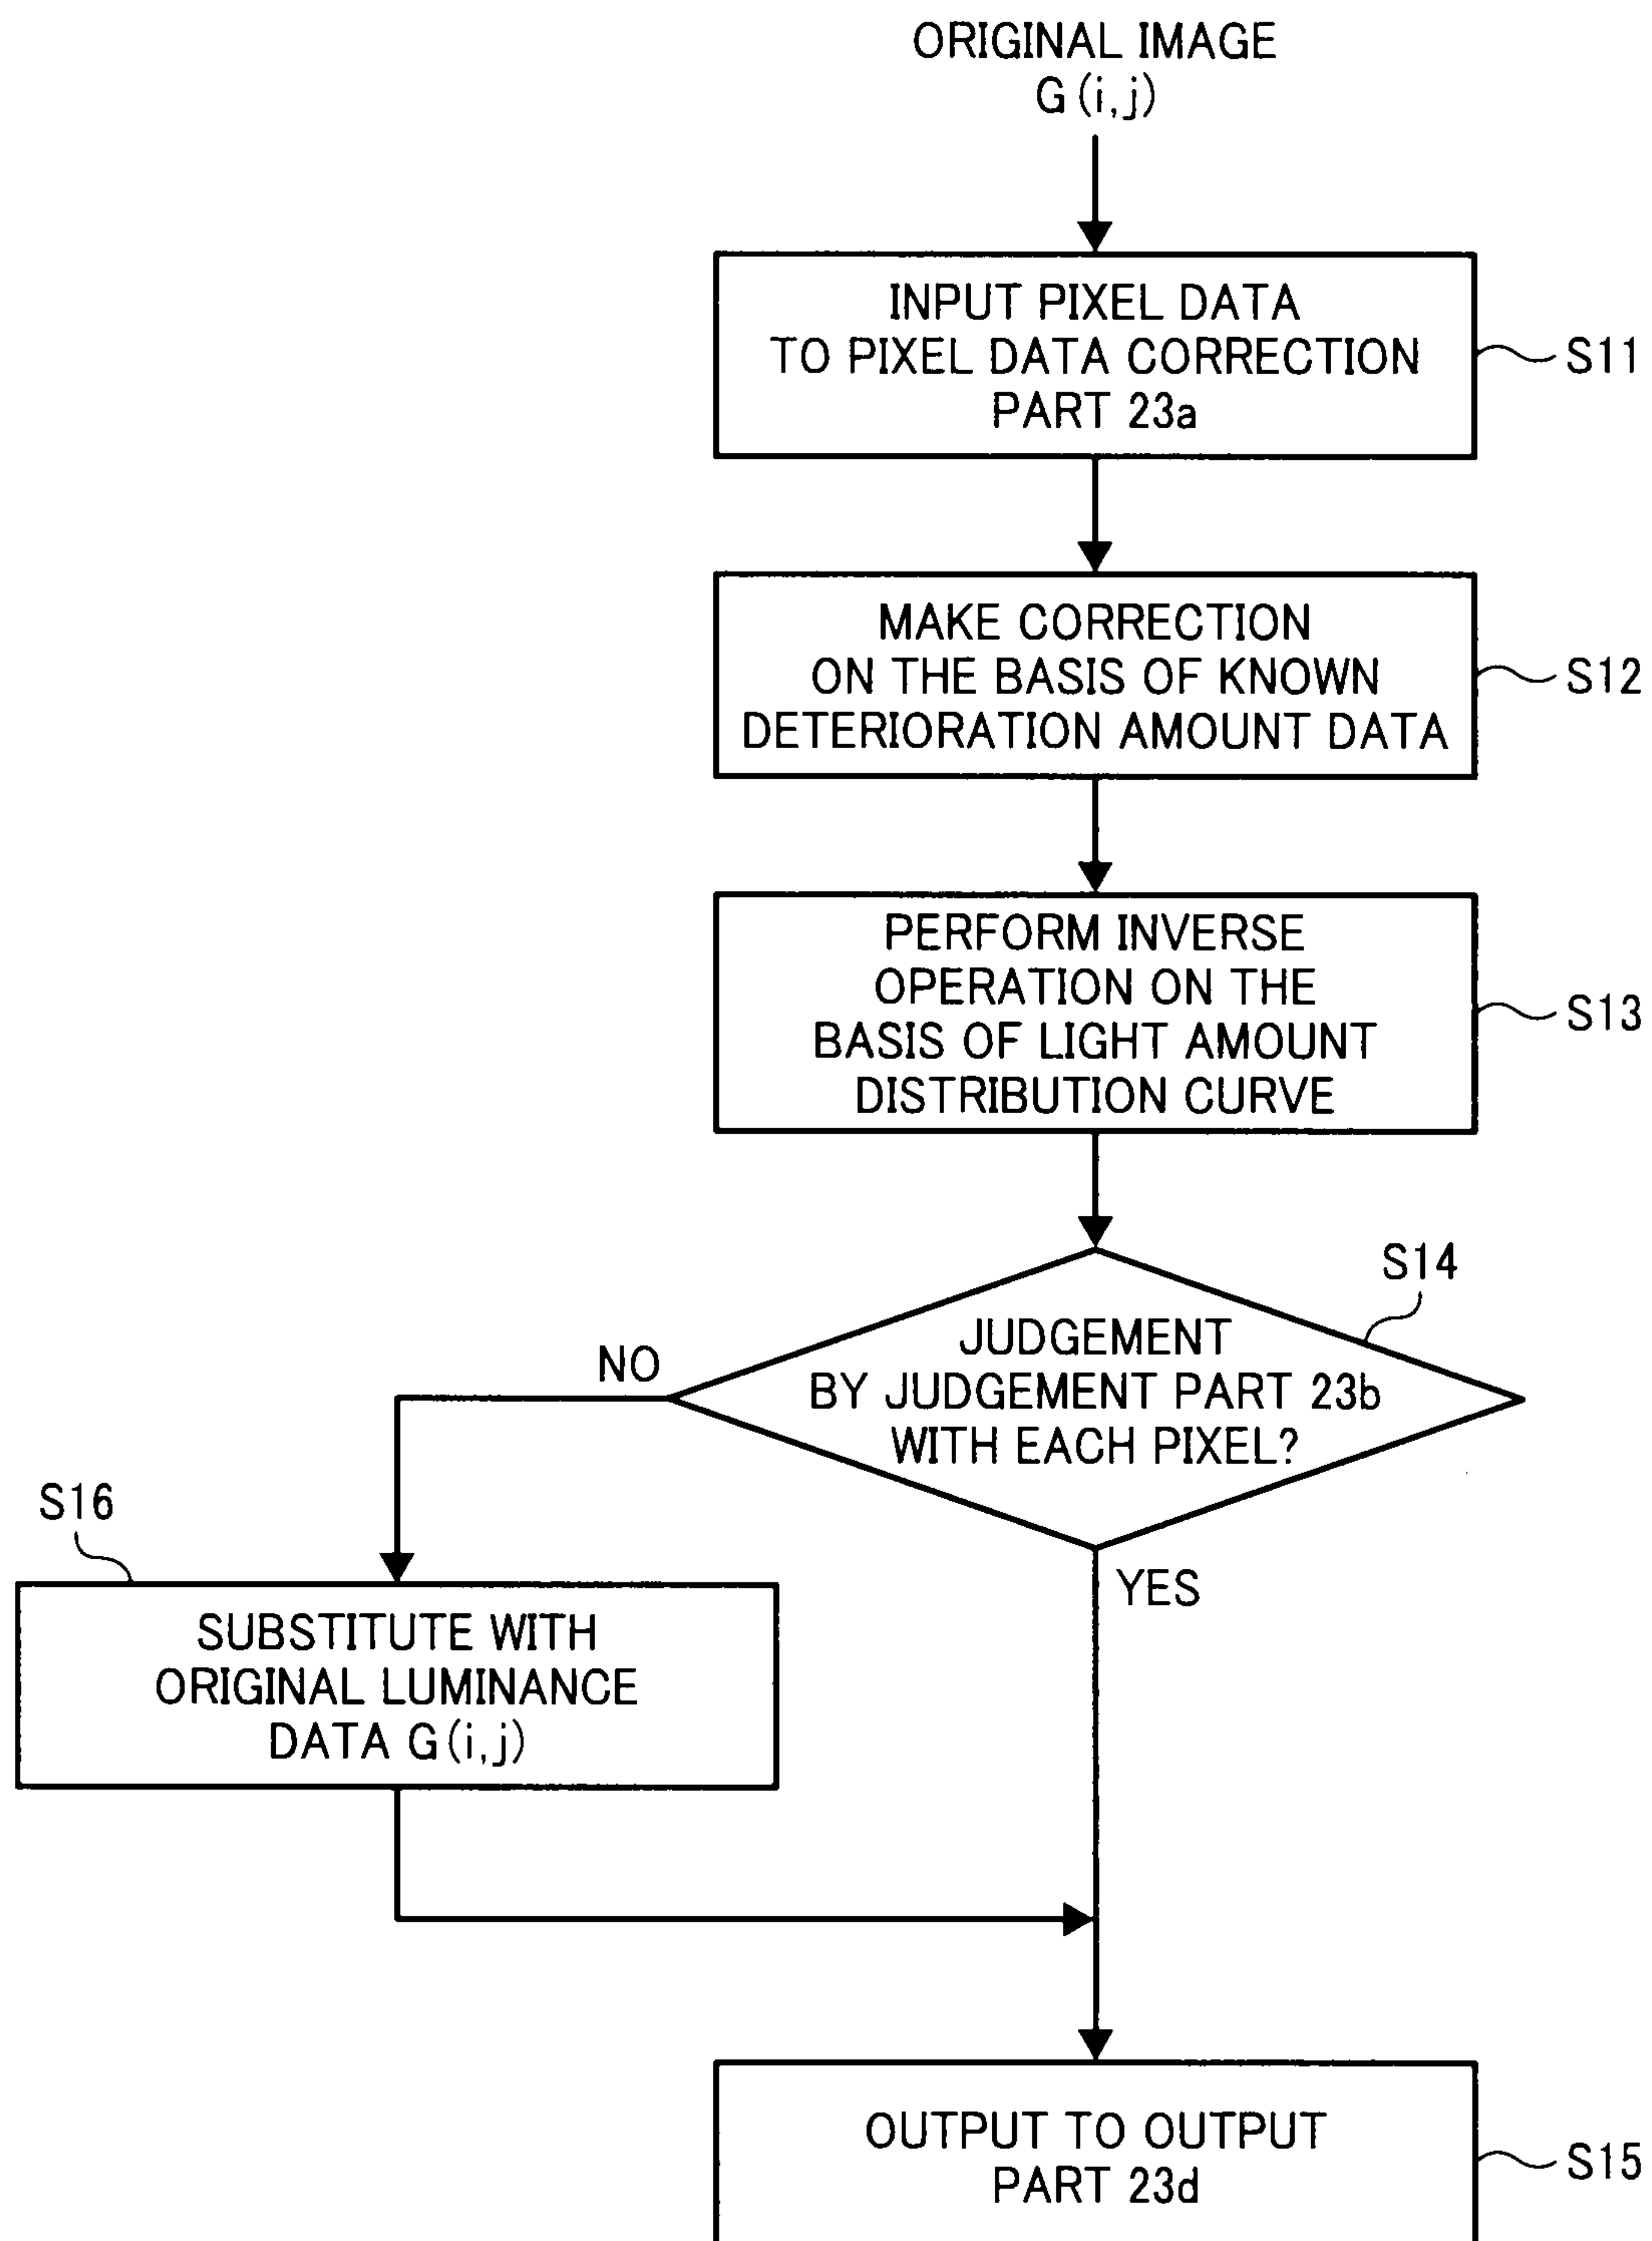 ORIGINAL IMAGE
G(i,j)
INPUT PIXEL DATA
TO PIXEL DATA CORRECTION
PART 23a
S11
MAKE CORRECTION
ON THE BASIS OF KNOWN
DETERIORATION AMOUNT DATA
S12
PERFORM INVERSE
OPERATION ON THE
BASIS OF LIGHT AMOUNT
DISTRIBUTION CURVE
S13
S14
JUDGEMENT
BY JUDGEMENT PART 23b
WITH EACH PIXEL?
NO
YES
S16
SUBSTITUTE WITH
ORIGINAL LUMINANCE
DATA G(i,j)
OUTPUT TO OUTPUT
PART 23d
S15